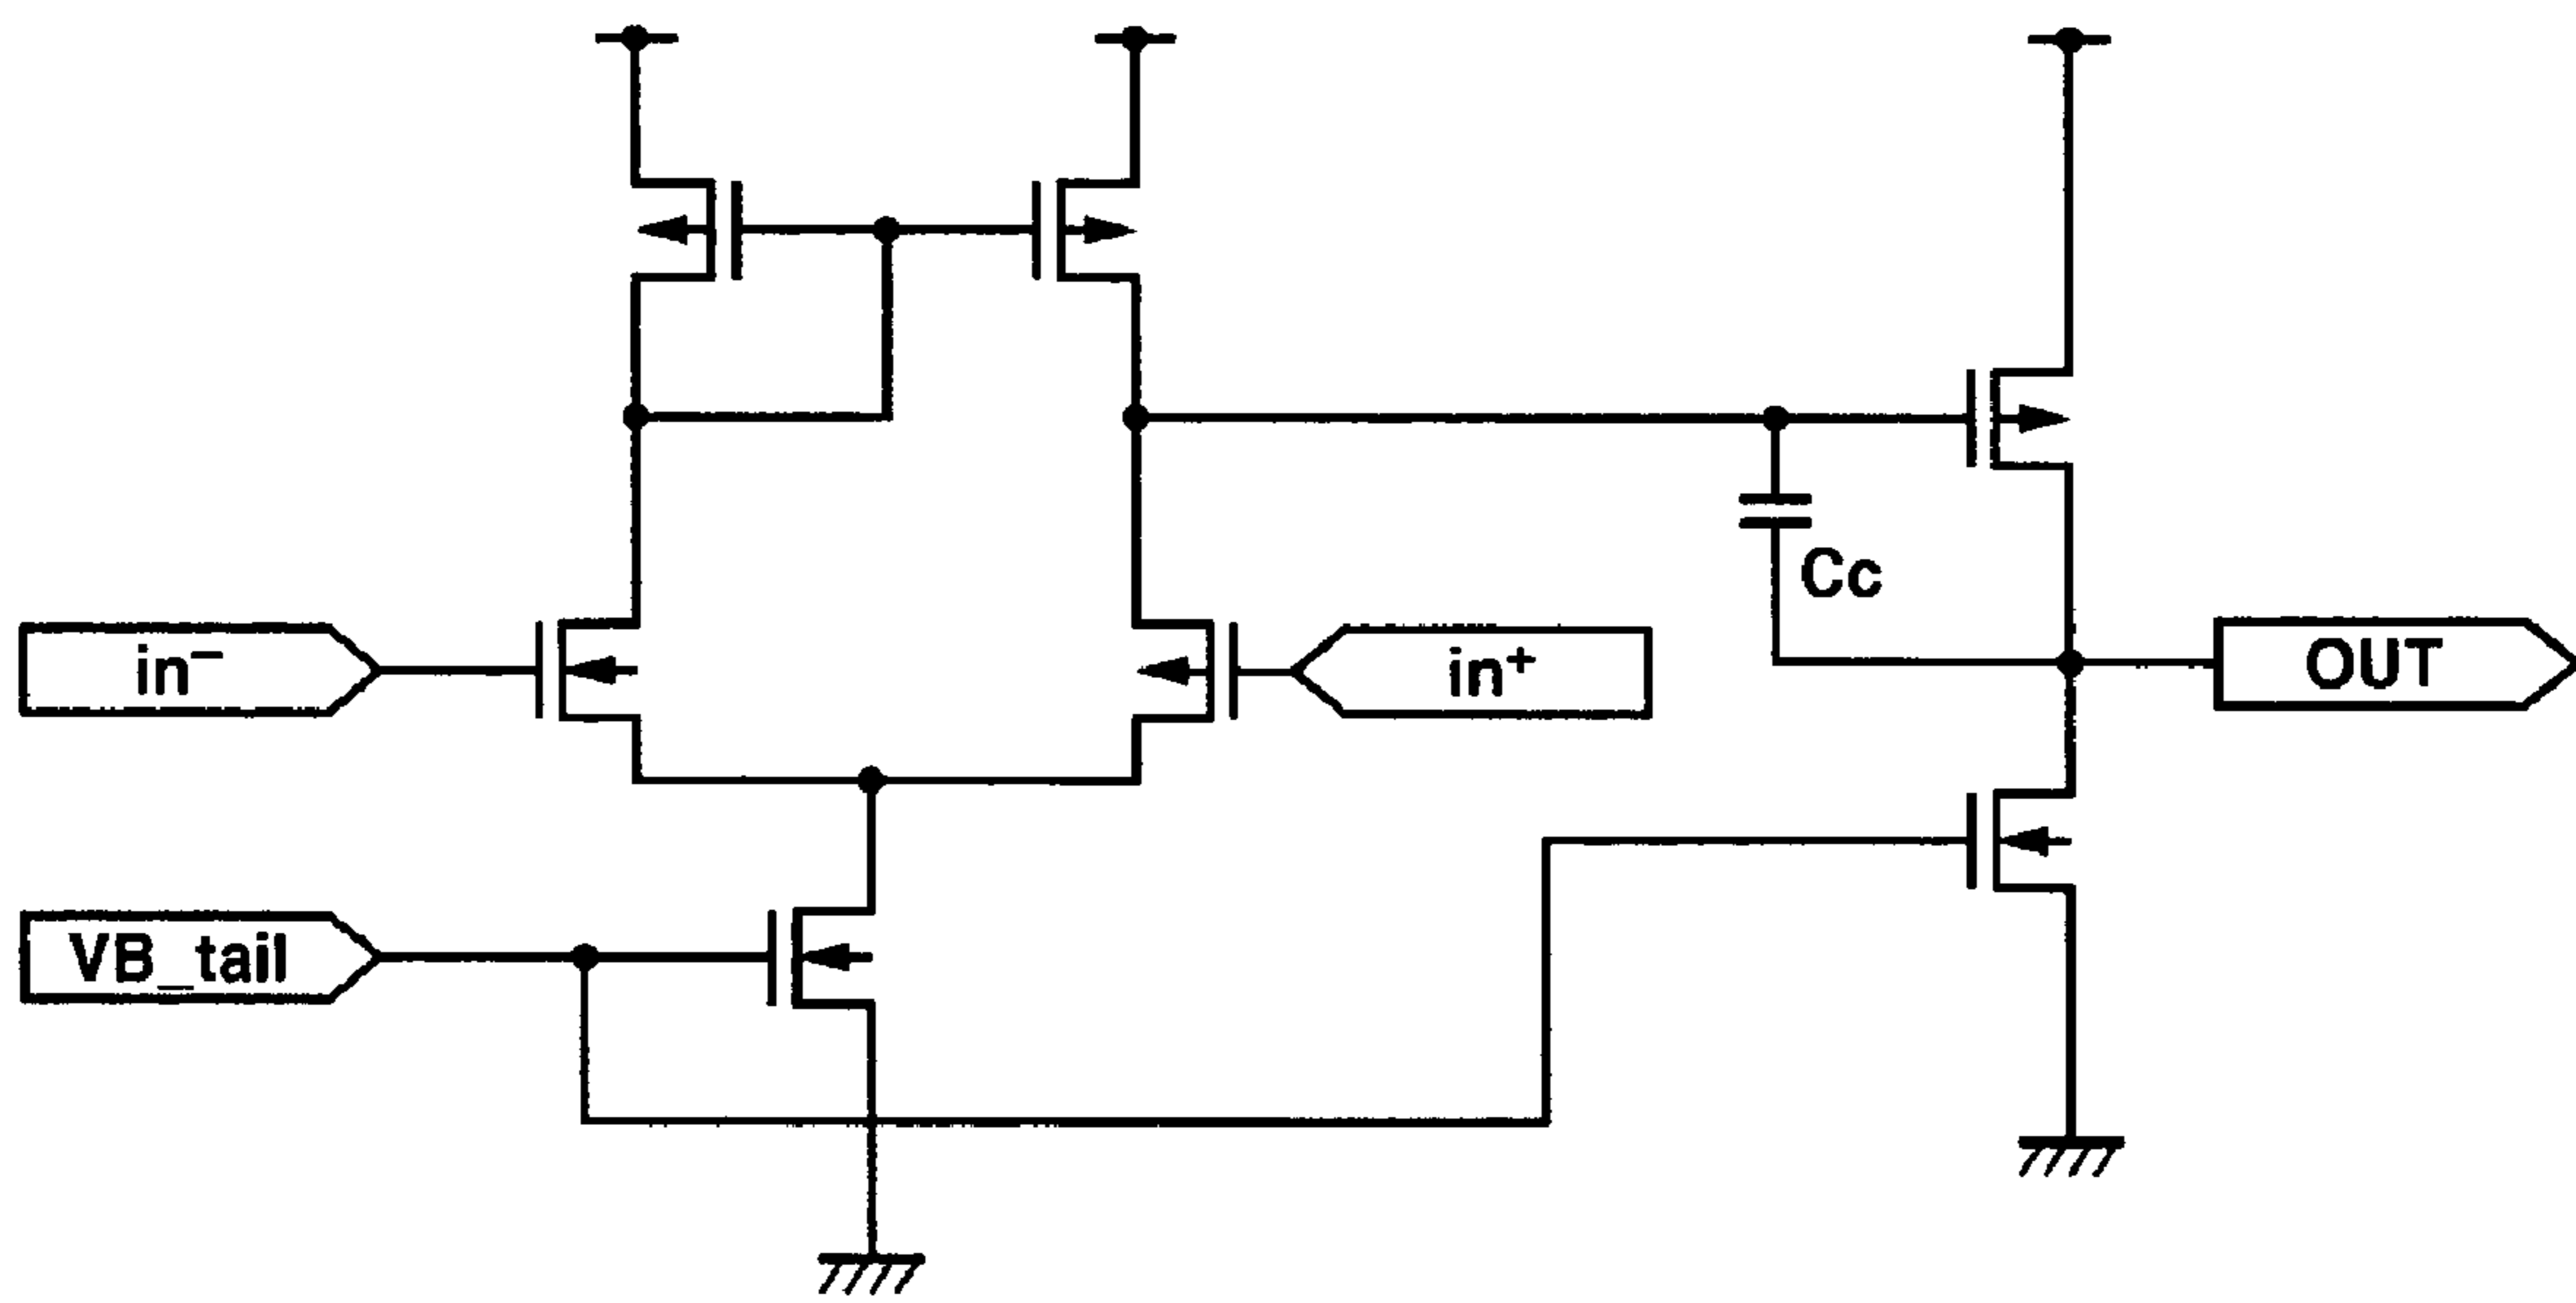 in⁻
in⁺
Cc
OUT
VB_tail